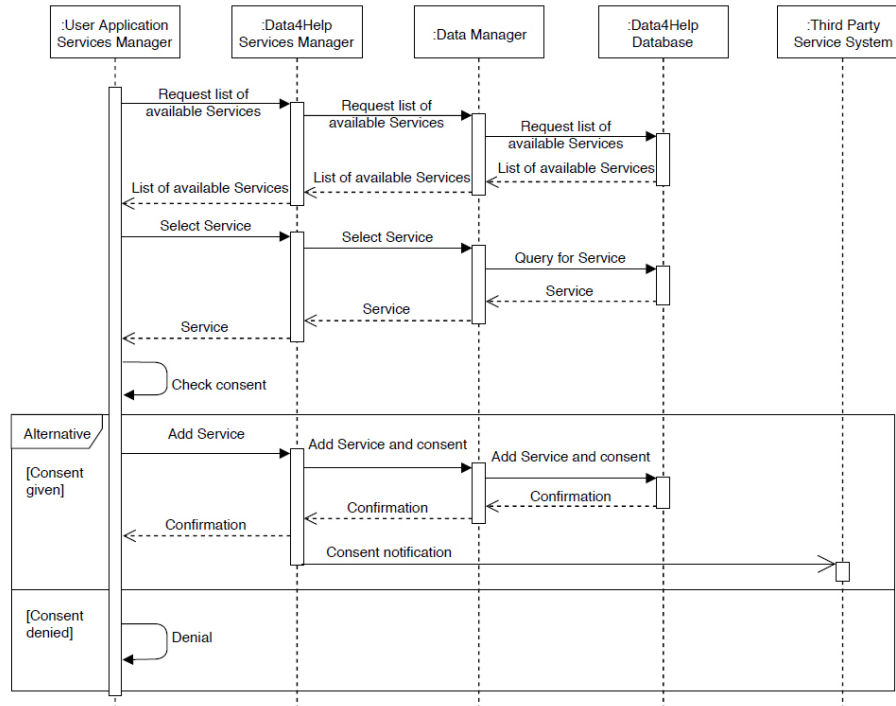 :User Application
Services Manager
:Data4Help
Services Manager
:Data Manager
:Data4Help
Database
:Third Party
Service System
Request list of
available Services
Request list of
available Services
Request list of
available Services
List of available Services
List of available Services
List of available Services
Select Service
Select Service
Query for Service
Service
Service
Service
Check consent
Alternative
Add Service
Add Service and consent
Add Service and consent
[Consent
given]
Confirmation
Confirmation
Confirmation
Consent notification
[Consent
denied]
Denial